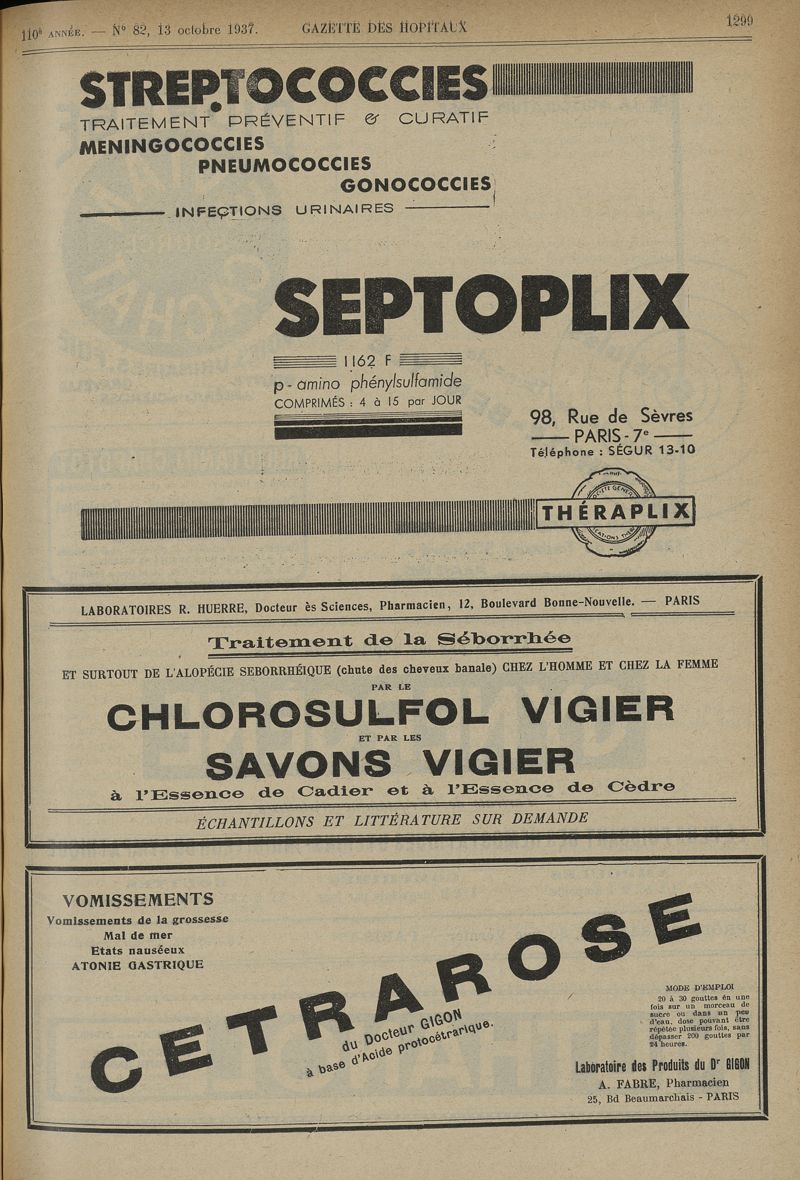 110e ANNÉE. — N° 82, 13 octobre 1937. GAZETTE DES HOPITAUX 1299
STREPTOCOCCIES
TRAITEMENT PRÉVENTIF & CURATIF
MENINGOCOCCIES
PNEUMOCOCCIES
GONOCOCCIES
INFECTIONS URINAIRES
SEPTOPLIX
1162 F
p-amino phénylsulfamide
COMPRIMÉS : 4 à 15 par JOUR
98, Rue de Sèvres
PARIS-7e
Téléphone : SÉGUR 13-10
THÉRAPLIX
LABORATOIRES R. HUERRE, Docteur ès Sciences, Pharmacien, 12, Boulevard Bonne-Nouvelle. — PARIS
Traitement de la Séborrhée
ET SURTOUT DE L'ALOPÉCIE SEBORRHÉIQUE (chute des cheveux banale) CHEZ L'HOMME ET CHEZ LA FEMME
PAR LE
CHLOROSULFOL VIGIER
ET PAR LES
SAVONS VIGIER
à l'Essence de Cadier et à l'Essence de Cèdre
ÉCHANTILLONS ET LITTÉRATURE SUR DEMANDE
VOMISSEMENTS
Vomissements de la grossesse
Mal de mer
Etats nauséeux
ATONIE GASTRIQUE
CETRAROSE
du Docteur GIGON
à base d'Acide protocétrarique.
MODE D'EMPLOI
20 à 30 gouttes en une
fois sur un morceau de
sucre ou dans un peu
d'eau, dose pouvant être
répétée plusieurs fois, sans
dépasser 200 gouttes par
24 heures.
Laboratoire des Produits du Dr GIGON
A. FABRE, Pharmacien
25, Bd Beaumarchais - PARIS